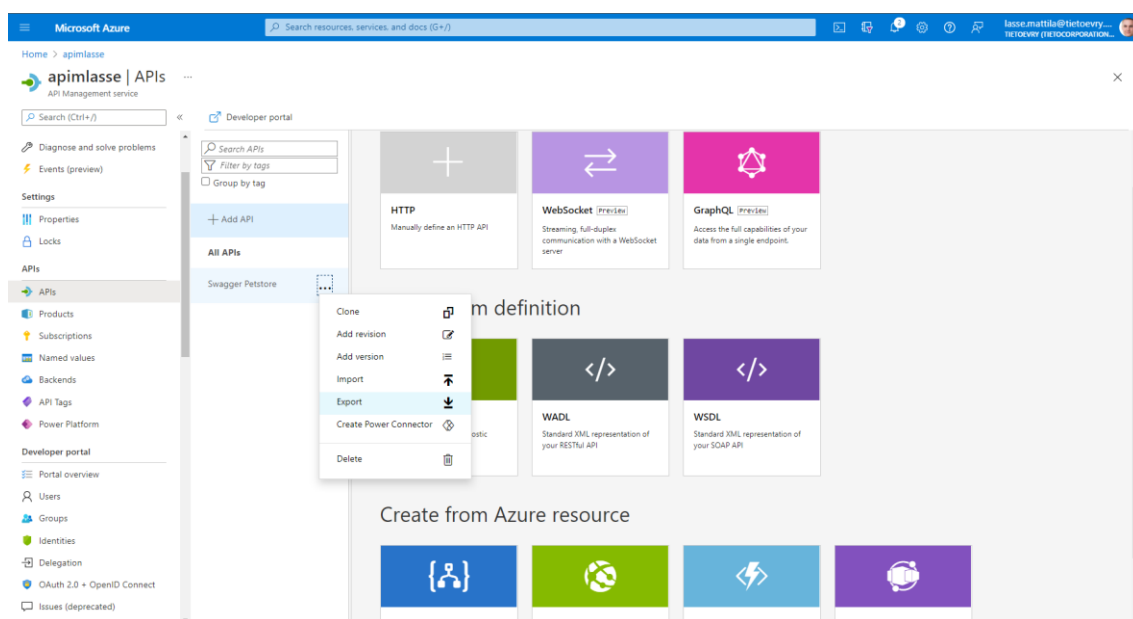 Microsoft Azure
Search resources, services, and docs (G+/)
2
lasse.mattila@tietoevry....
TIETOEVRY (TIETOCORPORATION...
Home > apimlasse
apimlasse | APIs ...
API Management service
Search (Ctrl+/)
«
Developer portal
Diagnose and solve problems
Events (preview)
Settings
Properties
Locks
APIs
APIs
Products
Subscriptions
Named values
Backends
API Tags
Power Platform
Developer portal
Portal overview
Users
Groups
Identities
Delegation
OAuth 2.0 + OpenID Connect
Issues (deprecated)
Search APIs
Filter by tags
Group by tag
+ Add API
All APIs
Swagger Petstore ...
Clone
Add revision
Add version
Import
Export
Create Power Connector
Delete
HTTP
Manually define an HTTP API
WebSocket Preview
Streaming, full-duplex
communication with a WebSocket
server
GraphQL Preview
Access the full capabilities of your
data from a single endpoint.
m definition
ostic
</>
WADL
Standard XML representation of
your RESTful API
</>
WSDL
Standard XML representation of
your SOAP API
Create from Azure resource